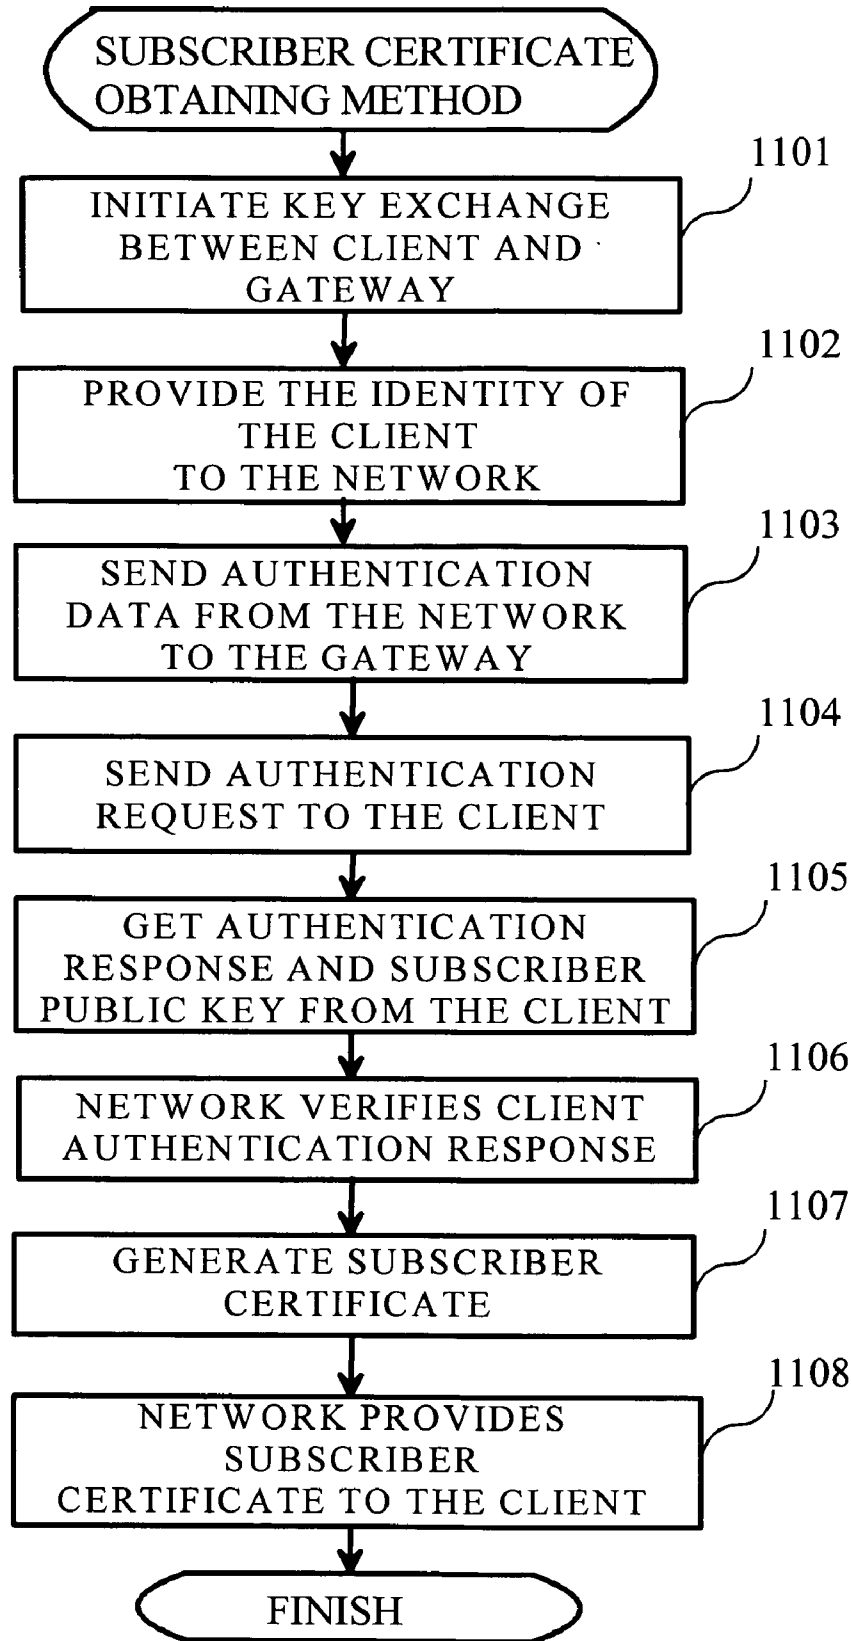 SUBSCRIBER CERTIFICATE
OBTAINING METHOD
1101
INITIATE KEY EXCHANGE
BETWEEN CLIENT AND
GATEWAY
1102
PROVIDE THE IDENTITY OF
THE CLIENT
TO THE NETWORK
1103
SEND AUTHENTICATION
DATA FROM THE NETWORK
TO THE GATEWAY
1104
SEND AUTHENTICATION
REQUEST TO THE CLIENT
1105
GET AUTHENTICATION
RESPONSE AND SUBSCRIBER
PUBLIC KEY FROM THE CLIENT
1106
NETWORK VERIFIES CLIENT
AUTHENTICATION RESPONSE
1107
GENERATE SUBSCRIBER
CERTIFICATE
1108
NETWORK PROVIDES
SUBSCRIBER
CERTIFICATE TO THE CLIENT
FINISH